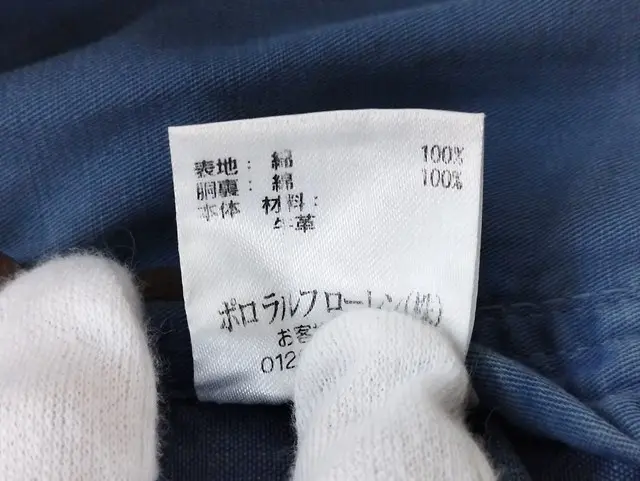 表地： 綿 100%
胴裏： 綿 100%
本体 材料：
牛革
ポロ ラルフ ローレン(株)
お客
012